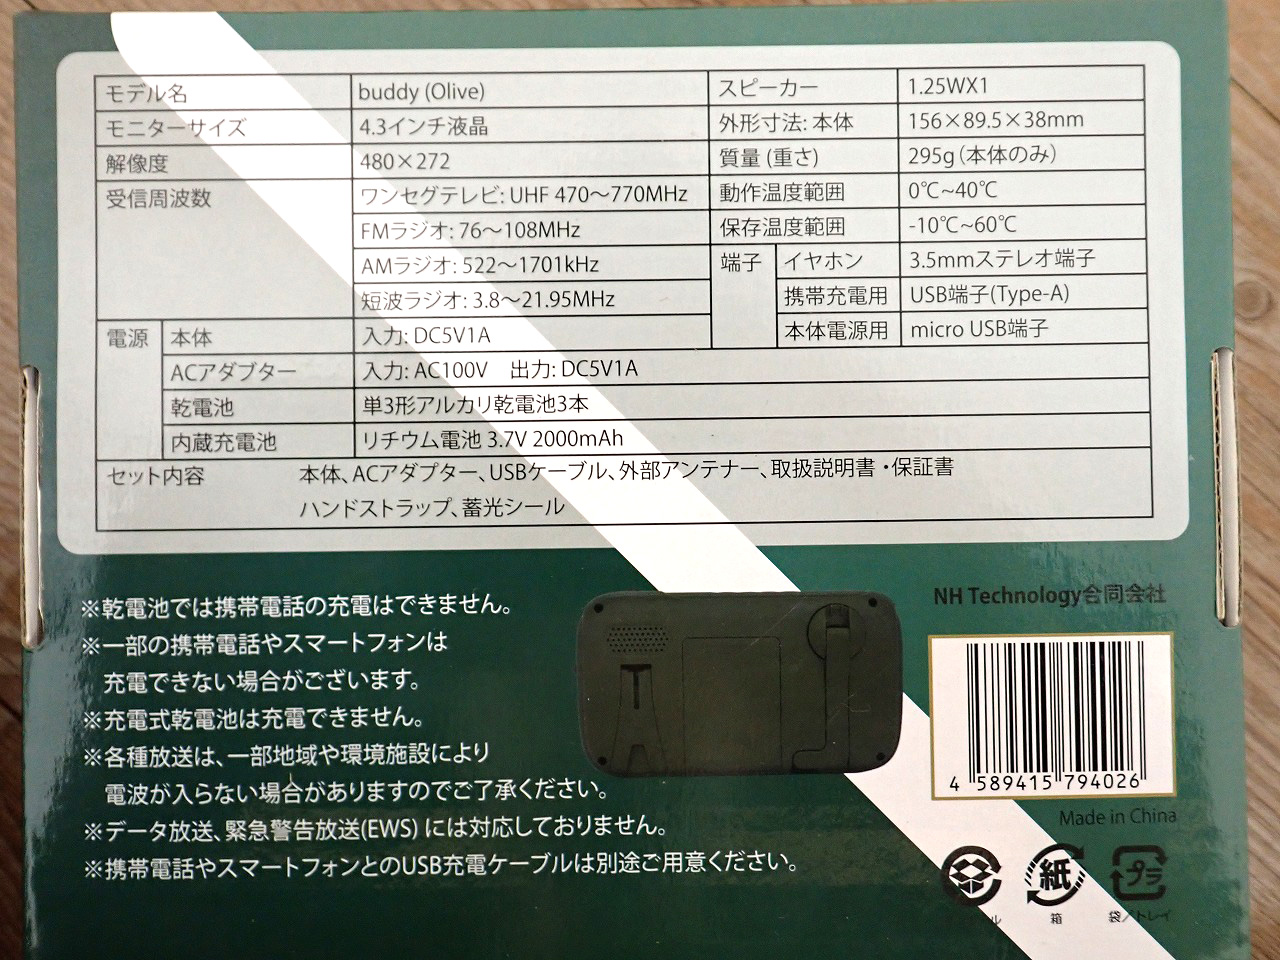 モデル名 buddy (Olive)
モニターサイズ 4.3インチ液晶
解像度 480×272
受信周波数 ワンセグテレビ: UHF 470～770MHz
FMラジオ: 76～108MHz
AMラジオ: 522～1701kHz
短波ラジオ: 3.8～21.95MHz
電源 本体 入力: DC5V1A
ACアダブター 入力: AC100V 出力: DC5V1A
乾電池 単3形アルカリ乾電池3本
内蔵充電池 リチウム電池 3.7V 2000mAh
セット内容 本体、ACアダプター、USBケーブル、外部アンテナー、取扱説明書・保証書
ハンドストラップ、蓄光シール
スピーカー 1.25WX1
外形寸法: 本体 156×89.5×38mm
質量 (重さ) 295g(本体のみ)
動作温度範囲 0℃～40℃
保存温度範囲 -10℃～60℃
端子 イヤホン 3.5mmステレオ端子
携帯充電用 USB端子(Type-A)
本体電源用 micro USB端子
※乾電池では携帯電話の充電はできません。
※一部の携帯電話やスマートフォンは
充電できない場合がございます。
※充電式乾電池は充電できません。
※各種放送は、一部地域や環境施設により
電波が入らない場合がありますのでご了承ください。
※データ放送、緊急警告放送(EWS) には対応しておりません。
※携帯電話やスマートフォンとのUSB充電ケーブルは別途ご用意ください。
NH Technology合同会社
4 589415 794026
Made in China
紙
プラ
箱
袋/トレイ